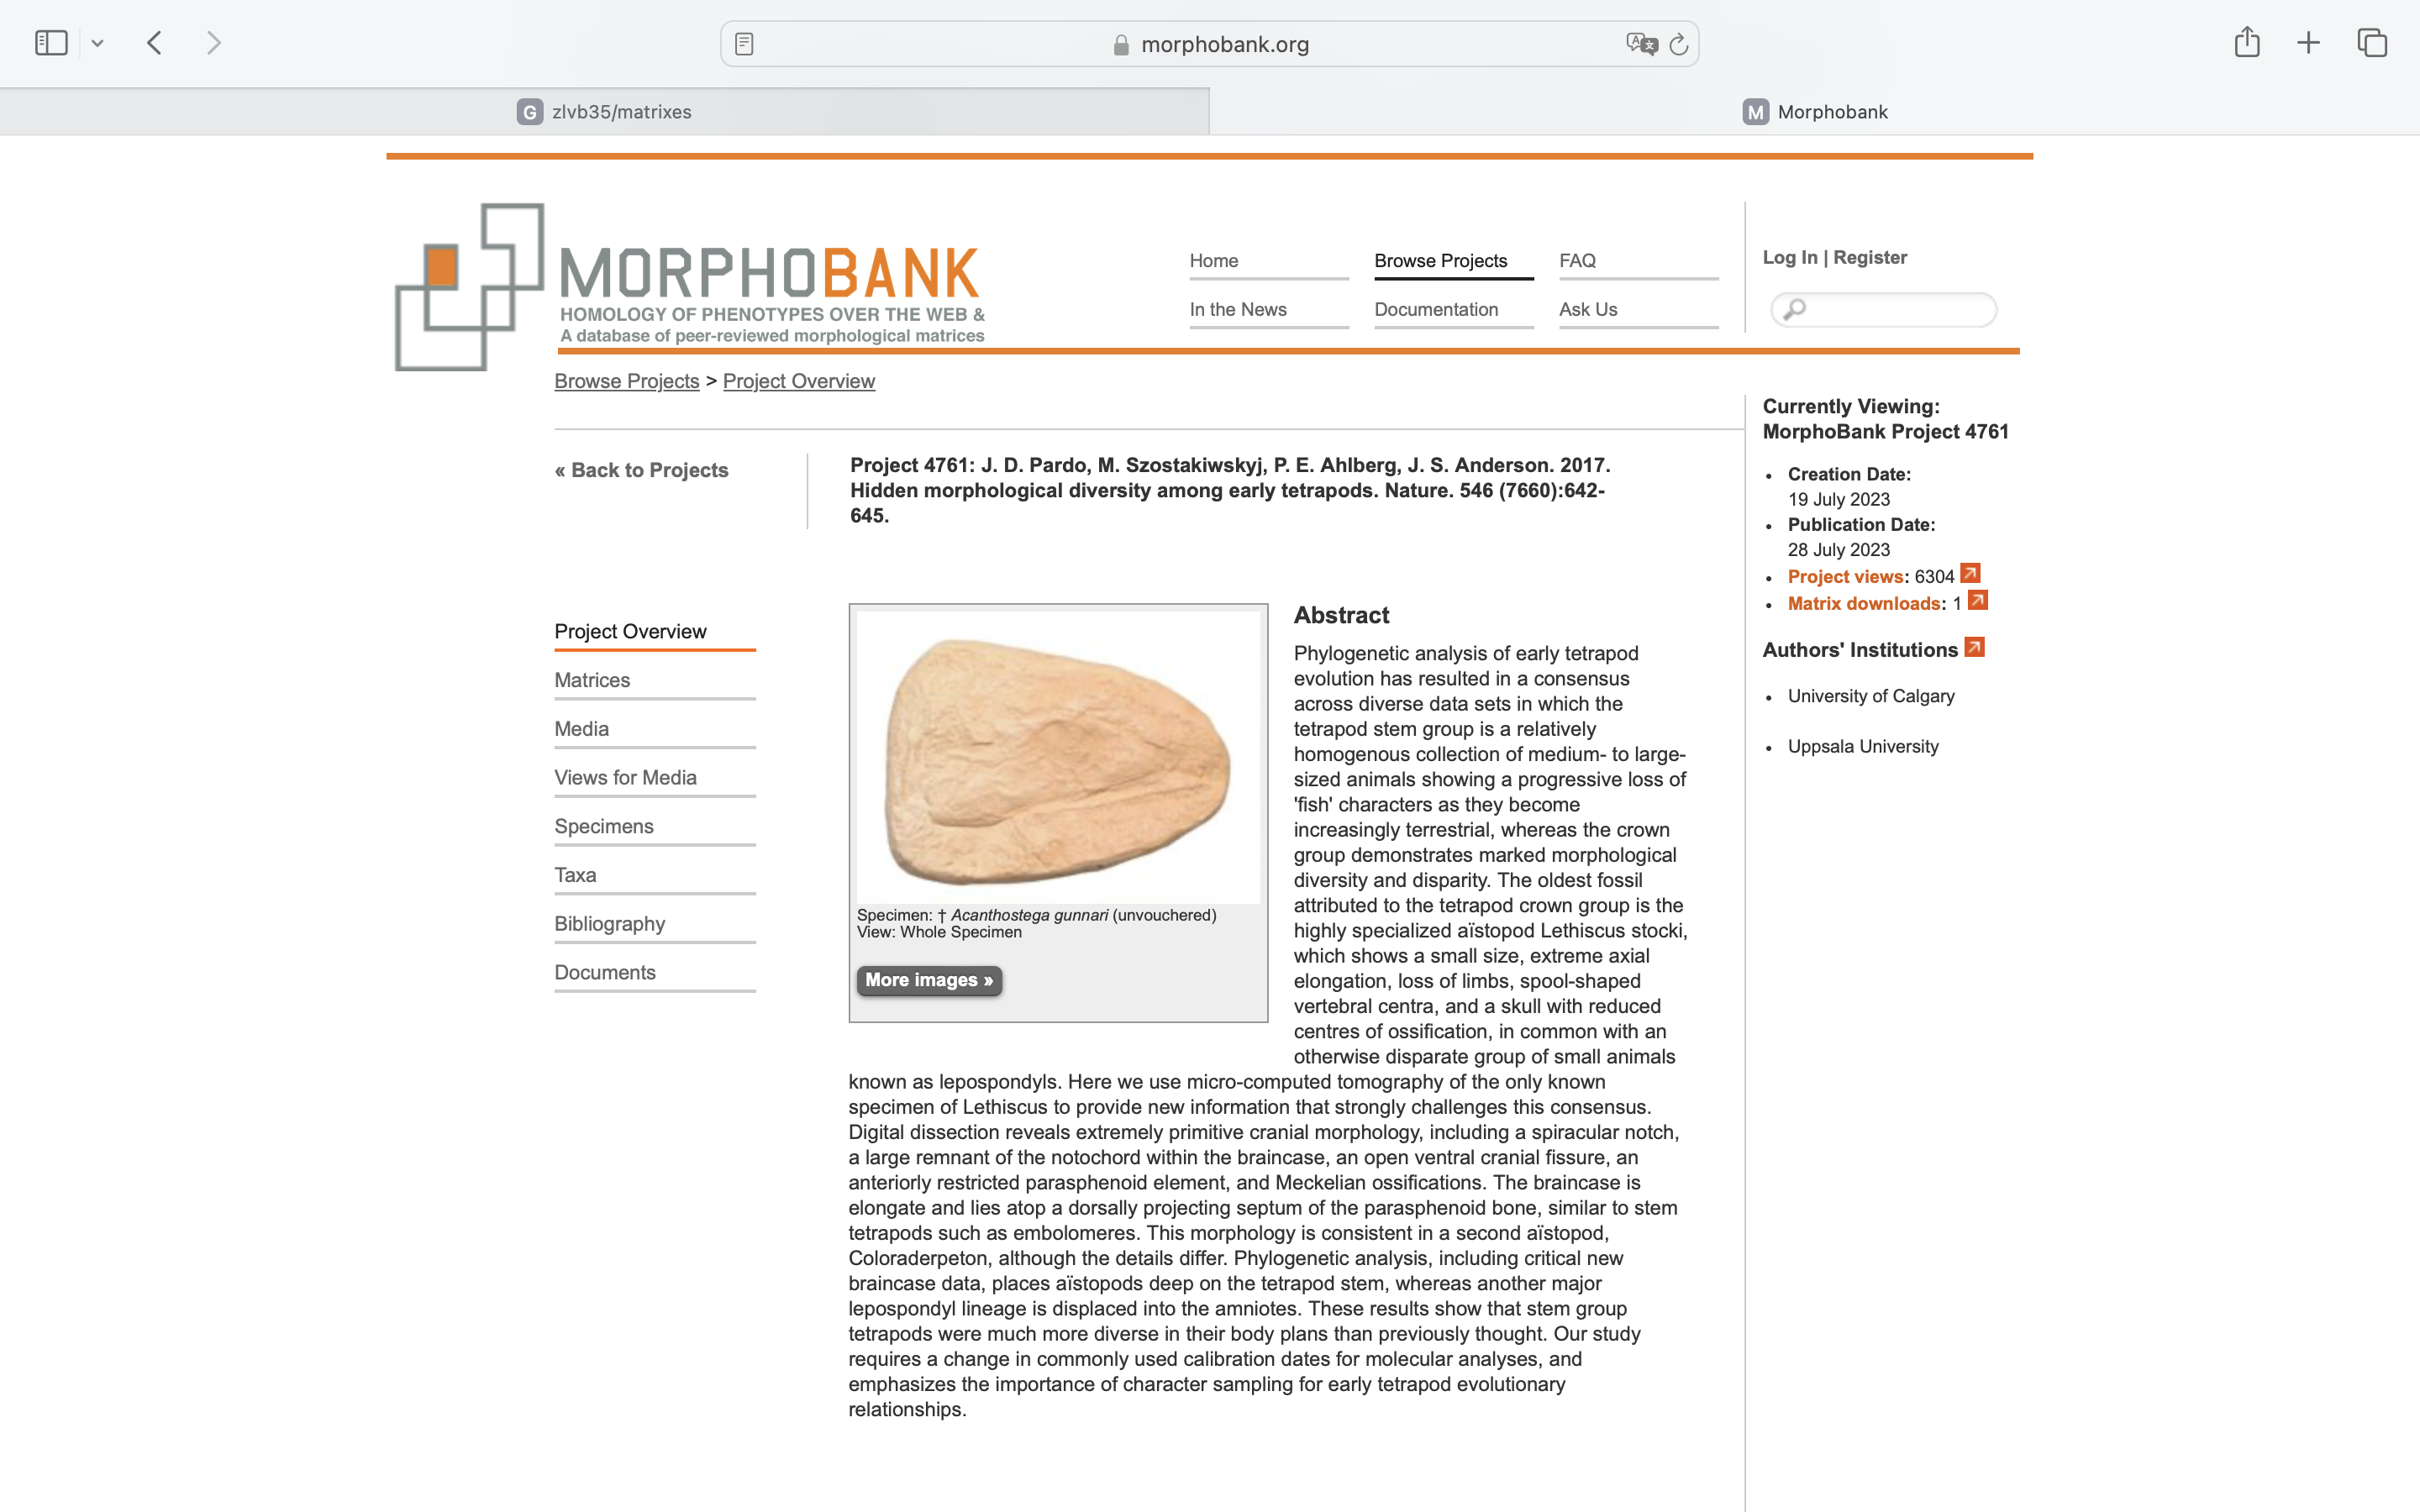 morphobank.org
G zlvb35/matrixes
M Morphobank
MORPHOBANK
HOMOLOGY OF PHENOTYPES OVER THE WEB &
A database of peer-reviewed morphological matrices
Home
Browse Projects
FAQ
In the News
Documentation
Ask Us
Log In | Register
Browse Projects > Project Overview
« Back to Projects
Project 4761: J. D. Pardo, M. Szostakiwskyj, P. E. Ahlberg, J. S. Anderson. 2017.
Hidden morphological diversity among early tetrapods. Nature. 546 (7660):642-
645.
Project Overview
Matrices
Media
Views for Media
Specimens
Taxa
Bibliography
Documents
Specimen: † Acanthostega gunnari (unvouchered)
View: Whole Specimen
More images »
Abstract
Phylogenetic analysis of early tetrapod
evolution has resulted in a consensus
across diverse data sets in which the
tetrapod stem group is a relatively
homogenous collection of medium- to large-
sized animals showing a progressive loss of
'fish' characters as they become
increasingly terrestrial, whereas the crown
group demonstrates marked morphological
diversity and disparity. The oldest fossil
attributed to the tetrapod crown group is the
highly specialized aïstopod Lethiscus stocki,
which shows a small size, extreme axial
elongation, loss of limbs, spool-shaped
vertebral centra, and a skull with reduced
centres of ossification, in common with an
otherwise disparate group of small animals
known as lepospondyls. Here we use micro-computed tomography of the only known
specimen of Lethiscus to provide new information that strongly challenges this consensus.
Digital dissection reveals extremely primitive cranial morphology, including a spiracular notch,
a large remnant of the notochord within the braincase, an open ventral cranial fissure, an
anteriorly restricted parasphenoid element, and Meckelian ossifications. The braincase is
elongate and lies atop a dorsally projecting septum of the parasphenoid bone, similar to stem
tetrapods such as embolomeres. This morphology is consistent in a second aïstopod,
Coloraderpeton, although the details differ. Phylogenetic analysis, including critical new
braincase data, places aïstopods deep on the tetrapod stem, whereas another major
lepospondyl lineage is displaced into the amniotes. These results show that stem group
tetrapods were much more diverse in their body plans than previously thought. Our study
requires a change in commonly used calibration dates for molecular analyses, and
emphasizes the importance of character sampling for early tetrapod evolutionary
relationships.
Currently Viewing:
MorphoBank Project 4761
• Creation Date:
19 July 2023
• Publication Date:
28 July 2023
• Project views: 6304
• Matrix downloads: 1
Authors' Institutions
• University of Calgary
• Uppsala University